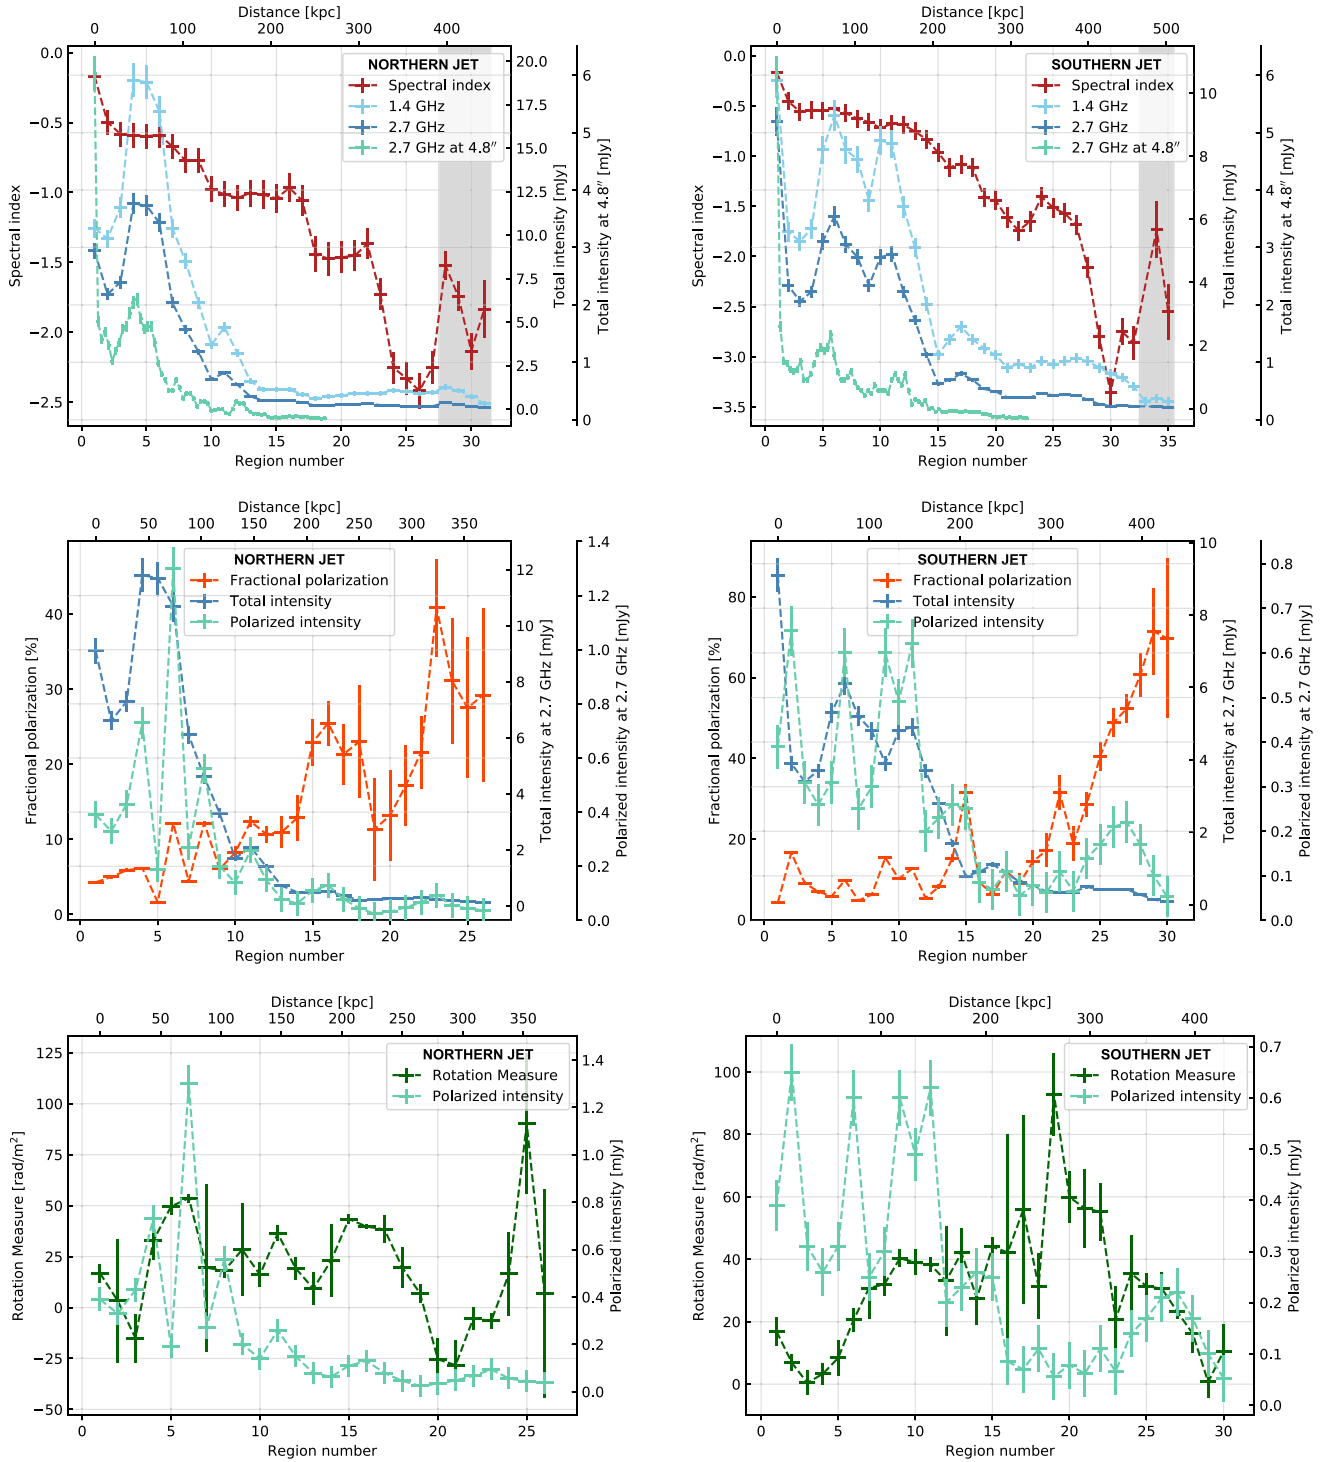 Distance [kpc]
0 100 200 300 400
NORTHERN JET
Spectral index
1.4 GHz
2.7 GHz
2.7 GHz at 4.8″
Spectral index
0.0
−0.5
−1.0
−1.5
−2.0
−2.5
0 5 10 15 20 25 30
Region number
20.0
17.5
15.0
12.5
10.0
7.5
5.0
2.5
0.0
Total intensity [mJy]
6
5
4
3
2
1
0
Total intensity at 4.8″ [mJy]
Distance [kpc]
0 100 200 300 400 500
SOUTHERN JET
Spectral index
1.4 GHz
2.7 GHz
2.7 GHz at 4.8″
Spectral index
0.0
−0.5
−1.0
−1.5
−2.0
−2.5
−3.0
−3.5
0 5 10 15 20 25 30 35
Region number
10
8
6
4
2
0
Total intensity [mJy]
6
5
4
3
2
1
0
Total intensity at 4.8″ [mJy]
Distance [kpc]
0 50 100 150 200 250 300 350
NORTHERN JET
Fractional polarization
Total intensity
Polarized intensity
Fractional polarization [%]
40
30
20
10
0
0 5 10 15 20 25
Region number
12
10
8
6
4
2
0
Total intensity at 2.7 GHz [mJy]
1.4
1.2
1.0
0.8
0.6
0.4
0.2
0.0
Polarized intensity at 2.7 GHz [mJy]
Distance [kpc]
0 100 200 300 400
SOUTHERN JET
Fractional polarization
Total intensity
Polarized intensity
Fractional polarization [%]
80
60
40
20
0
0 5 10 15 20 25 30
Region number
10
8
6
4
2
0
Total intensity at 2.7 GHz [mJy]
0.8
0.7
0.6
0.5
0.4
0.3
0.2
0.1
0.0
Polarized intensity at 2.7 GHz [mJy]
Distance [kpc]
0 50 100 150 200 250 300 350
NORTHERN JET
Rotation Measure
Polarized intensity
Rotation Measure [rad/m²]
125
100
75
50
25
0
−25
−50
0 5 10 15 20 25
Region number
1.4
1.2
1.0
0.8
0.6
0.4
0.2
0.0
Polarized intensity [mJy]
Distance [kpc]
0 100 200 300 400
SOUTHERN JET
Rotation Measure
Polarized intensity
Rotation Measure [rad/m²]
100
80
60
40
20
0
0 5 10 15 20 25 30
Region number
0.7
0.6
0.5
0.4
0.3
0.2
0.1
0.0
Polarized intensity [mJy]